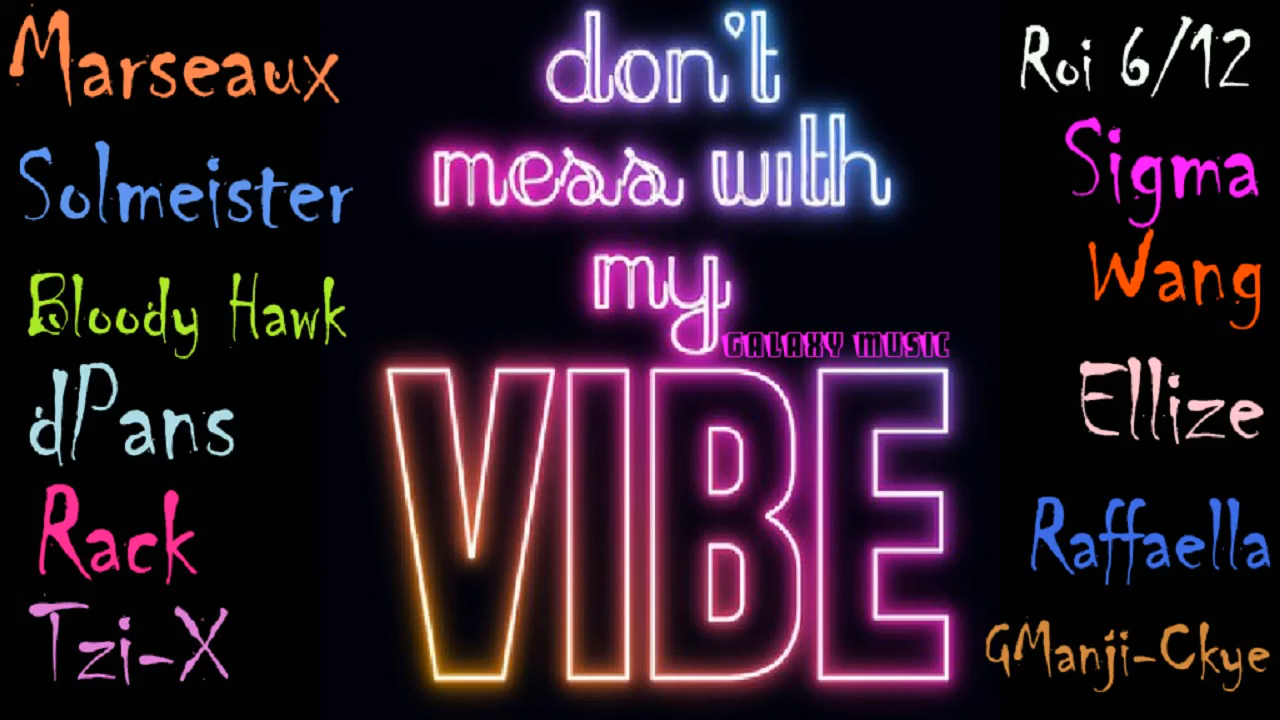 Marseaux
Solmeister
Bloody Hawk
dPans
Rack
Tzi-X
don't
mess with
my
GALAXY MUSIC
VIBE
Roi 6/12
Sigma
Wang
Ellize
Raffaella
GManji-Ckye